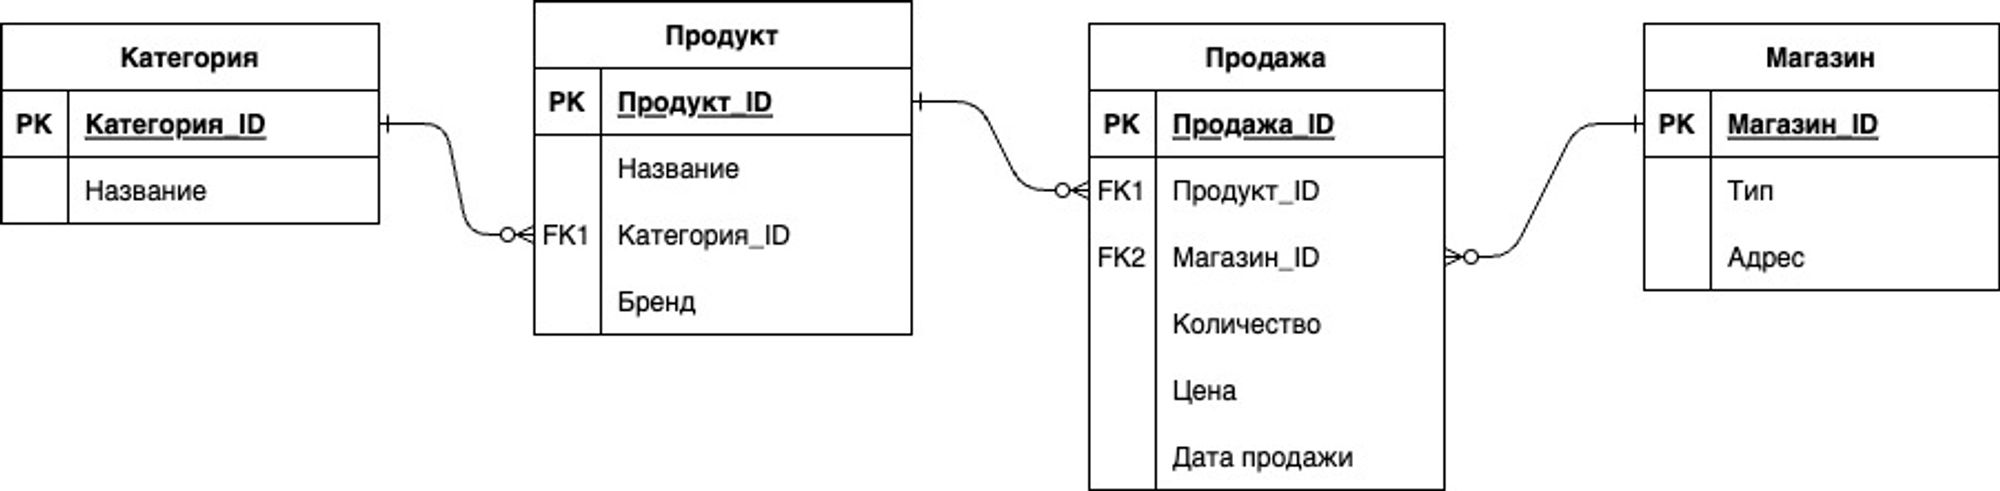 Категория
PK Категория_ID
Название
Продукт
PK Продукт_ID
Название
FK1 Категория_ID
Бренд
Продажа
PK Продажа_ID
FK1 Продукт_ID
FK2 Магазин_ID
Количество
Цена
Дата продажи
Магазин
PK Магазин_ID
Тип
Адрес